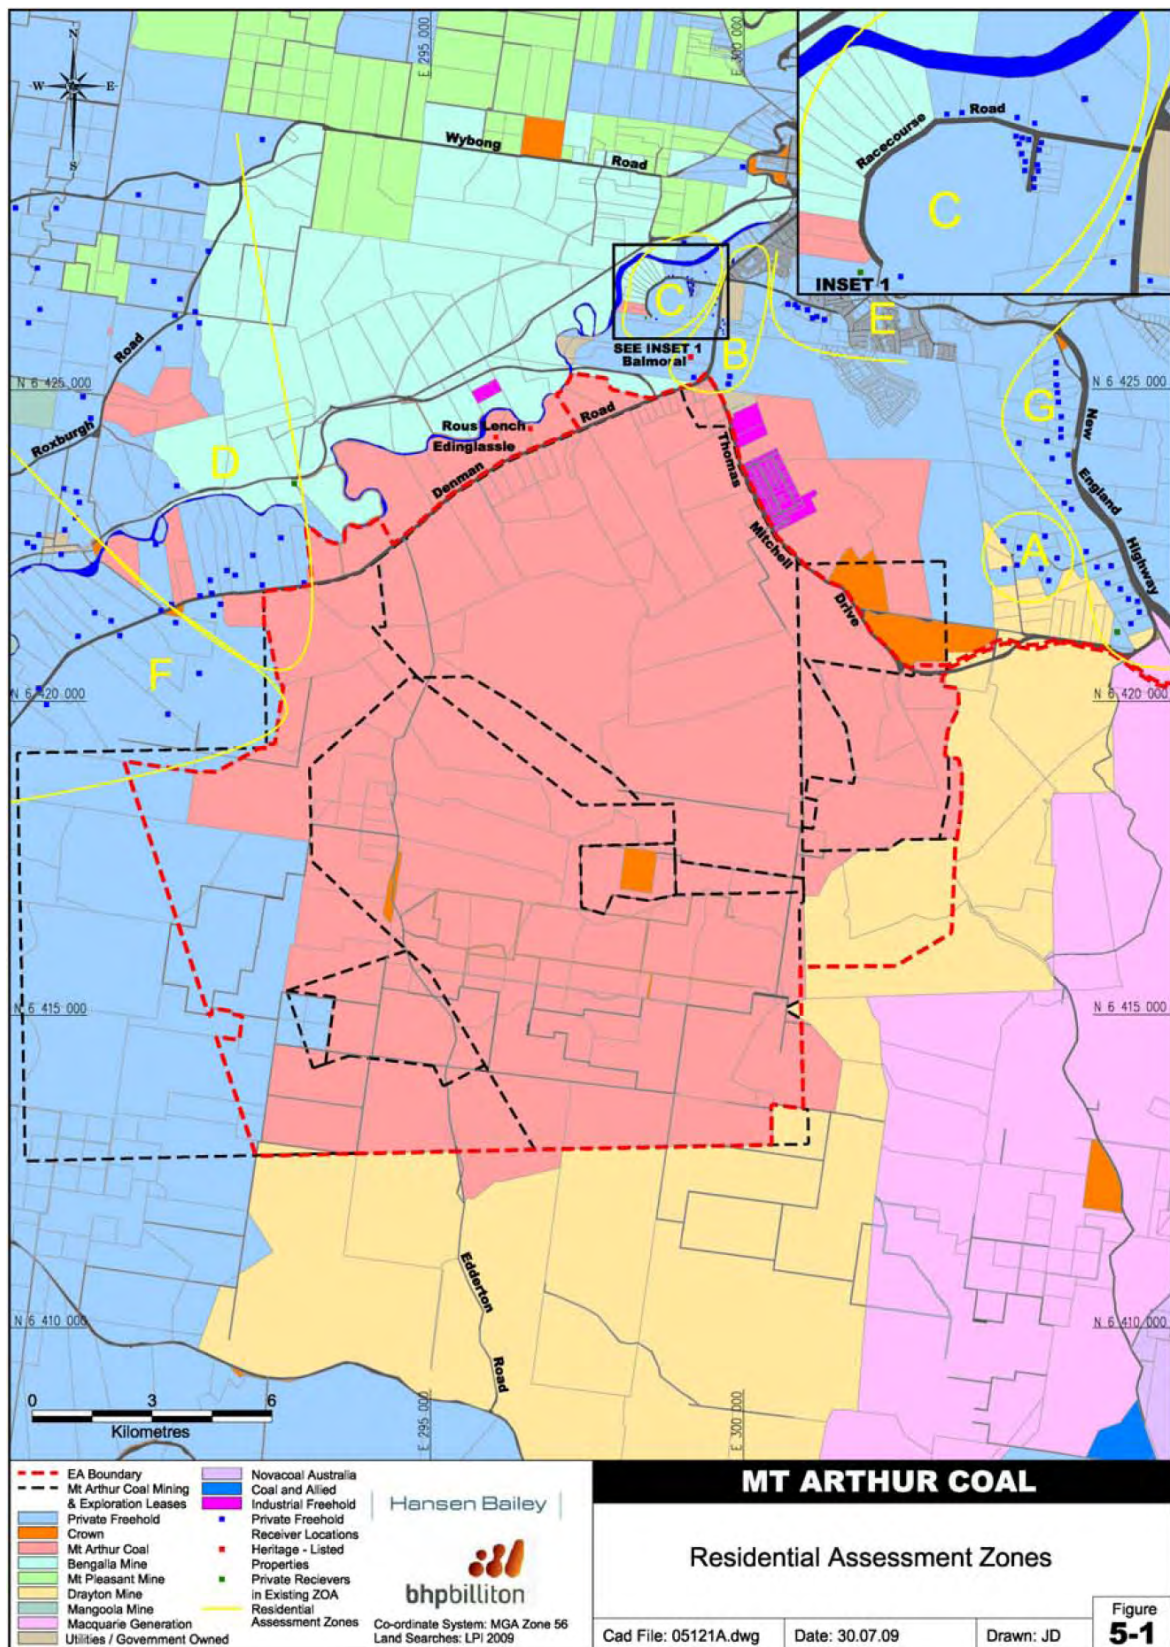 N
W E
S
E 295 000
E 300 000
Wybong
Road
Racecourse
Road
C
INSET 1
C
SEE INSET 1
Balmoral
B
E
G
N 6 425 000
N 6 425 000
Road
Roxburgh
D
Rous Lench
Edinglassie
Denman
Road
Thomas
Mitchell
Drive
New
England
Highway
A
F
N 6 420 000
N 6 420 000
N 6 415 000
N 6 415 000
N 6 410 000
N 6 410 000
Edderton
Road
E 295 000
E 300 000
0 3 6
Kilometres
EA Boundary
Mt Arthur Coal Mining
& Exploration Leases
Private Freehold
Crown
Mt Arthur Coal
Bengalla Mine
Mt Pleasant Mine
Drayton Mine
Mangoola Mine
Macquarie Generation
Utilities / Government Owned
Novacoal Australia
Coal and Allied
Industrial Freehold
Private Freehold
Receiver Locations
Heritage - Listed
Properties
Private Recievers
in Existing ZOA
Residential
Assessment Zones
Hansen Bailey
bhpbilliton
Co-ordinate System: MGA Zone 56
Land Searches: LPI 2009
MT ARTHUR COAL
Residential Assessment Zones
Cad File: 05121A.dwg
Date: 30.07.09
Drawn: JD
Figure
5-1